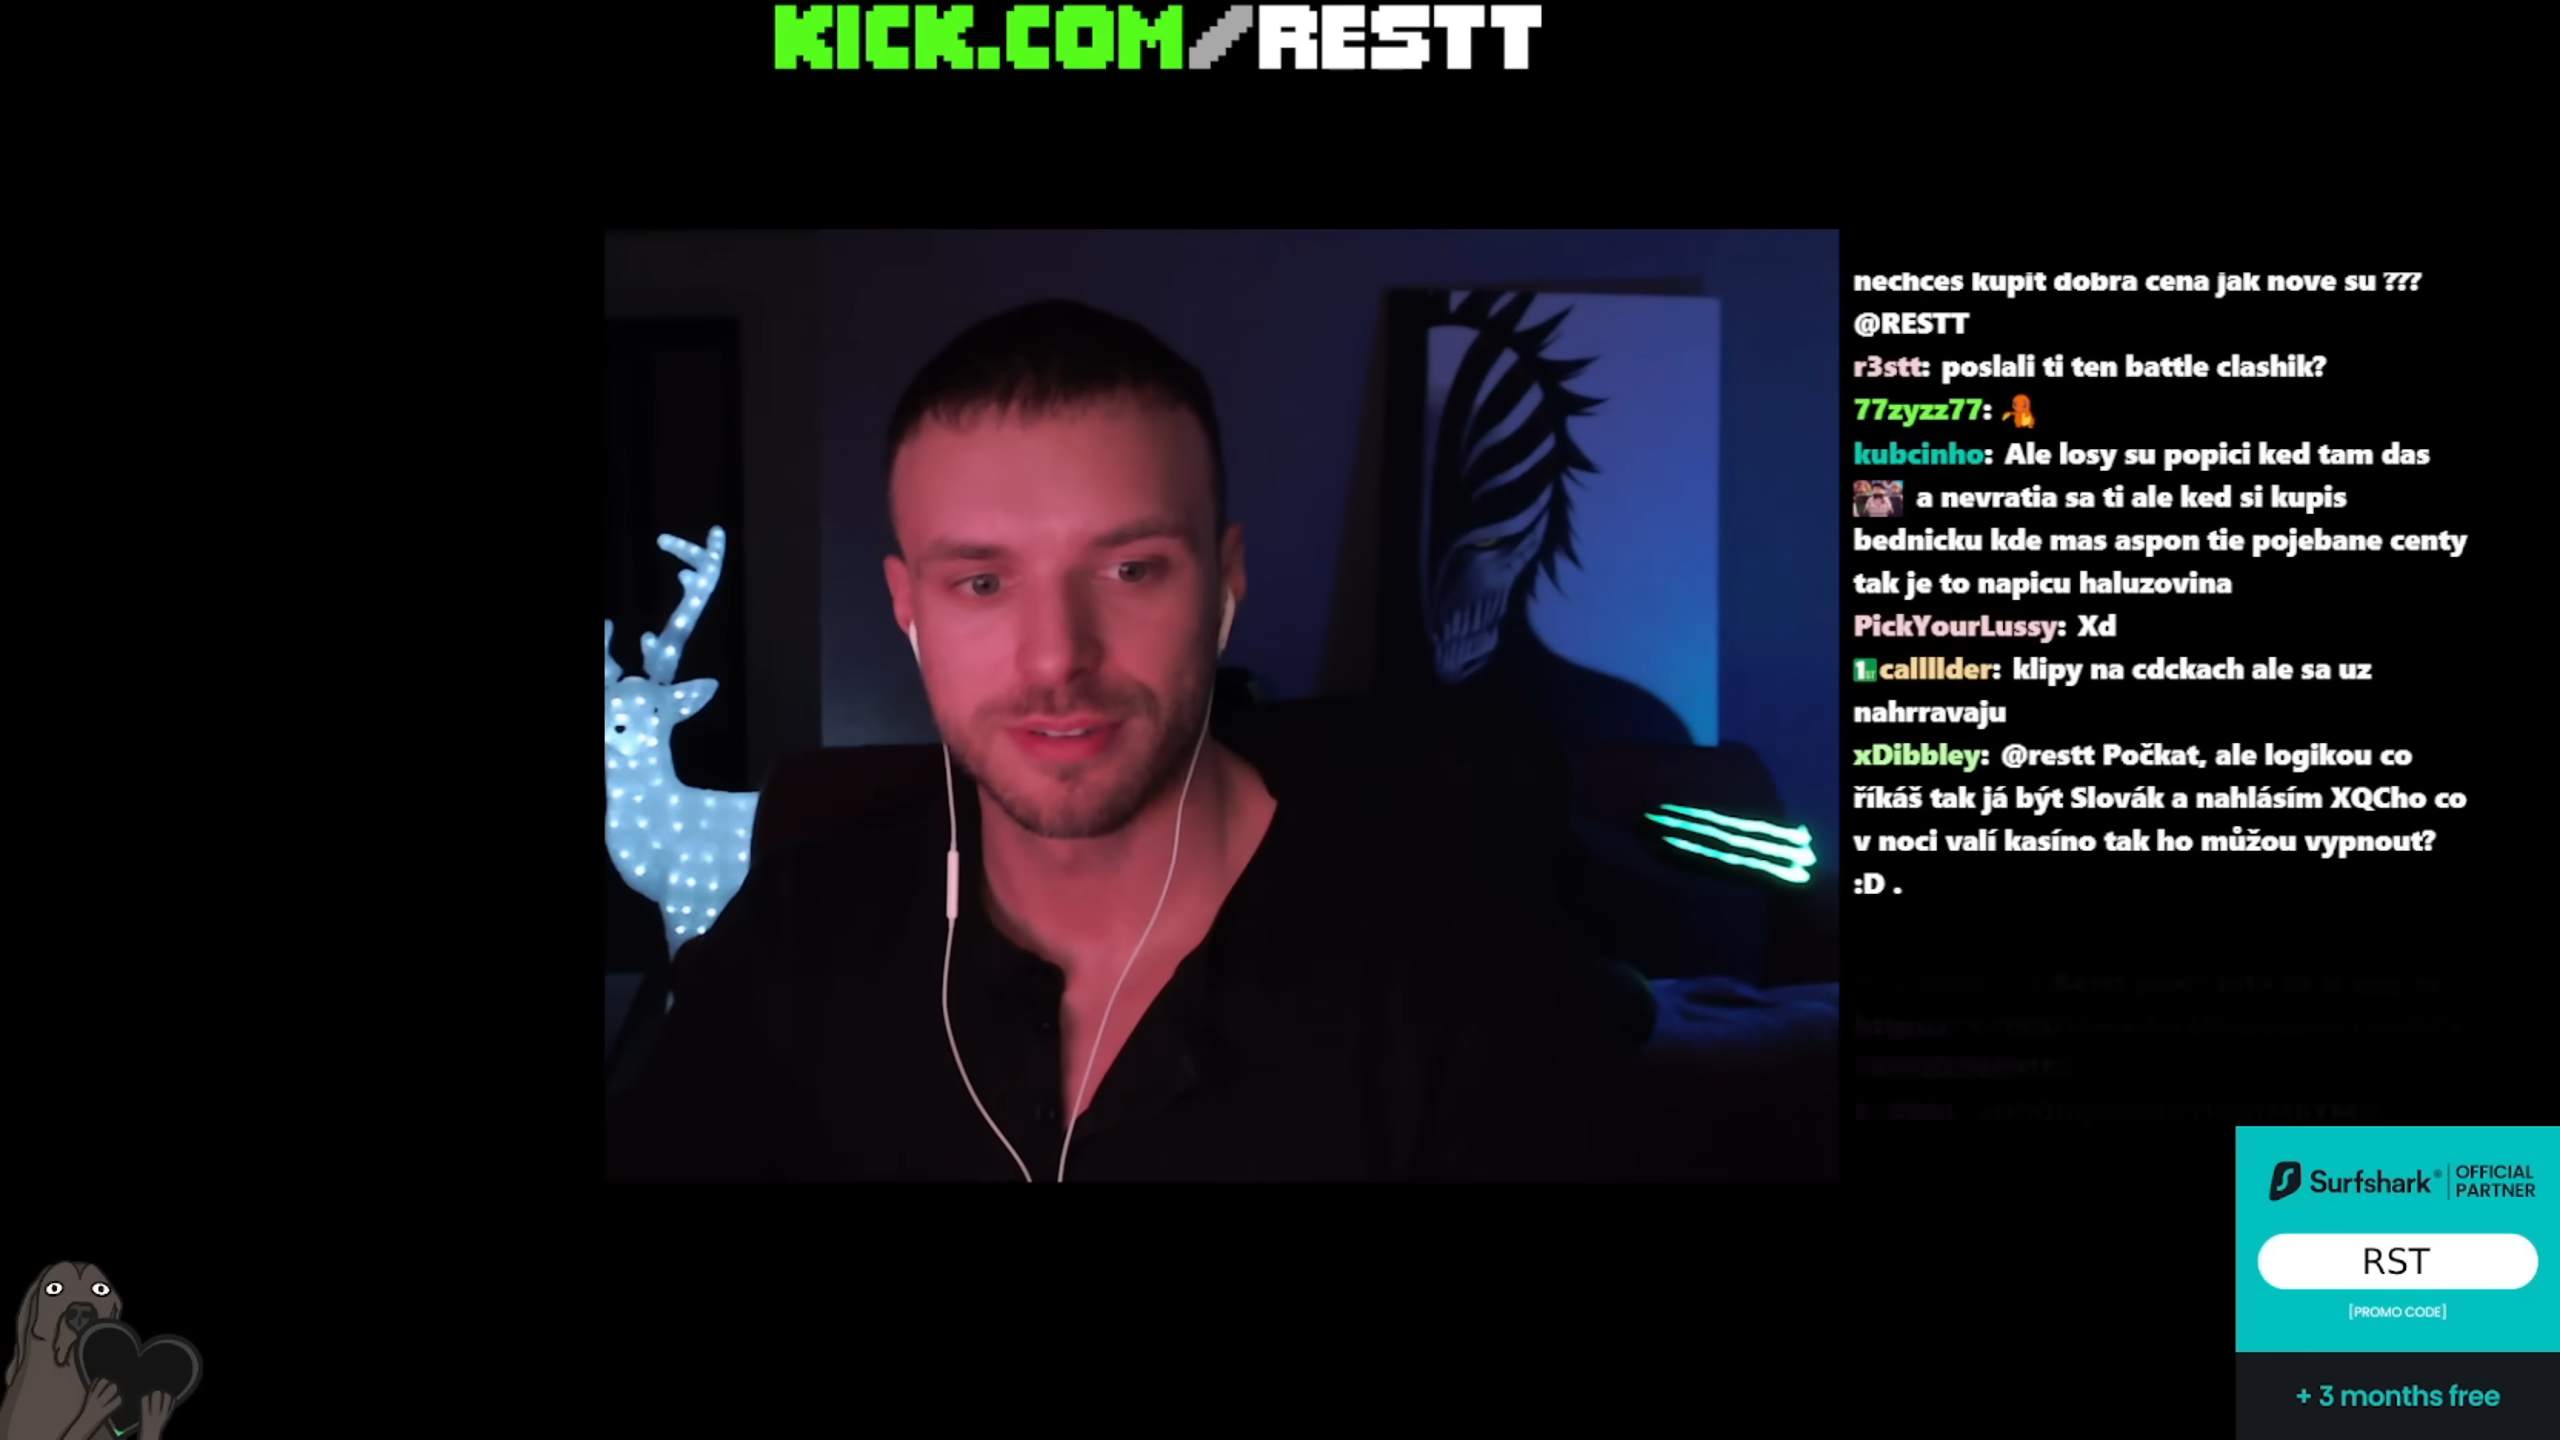 KICK.COM/RESTT
nechces kupit dobra cena jak nove su ???
@RESTT
r3stt: poslali ti ten battle clashik?
77zyzz77:
kubcinho: Ale losy su popici ked tam das
a nevratia sa ti ale ked si kupis
bednicku kde mas aspon tie pojebane centy
tak je to napicu haluzovina
PickYourLussy: Xd
1ST callllder: klipy na cdckach ale sa uz
nahrravaju
xDibbley: @restt Počkat, ale logikou co
říkáš tak já být Slovák a nahlásím XQCho co
v noci valí kasíno tak ho můžou vypnout?
:D .
Surfshark® OFFICIAL
PARTNER
RST
[PROMO CODE]
+ 3 months free